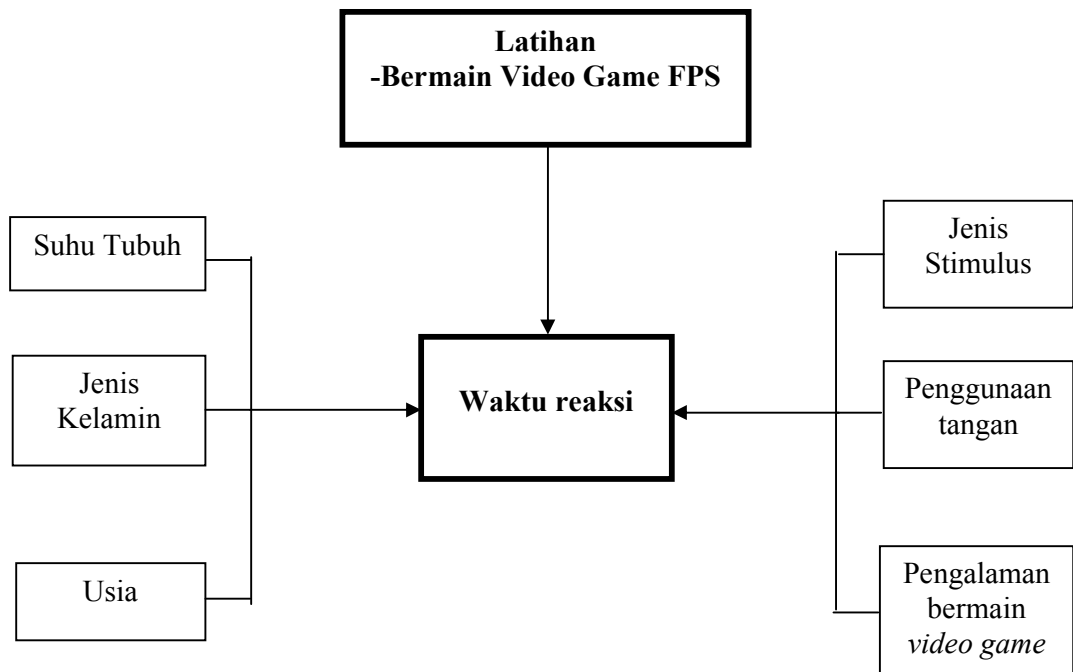 Latihan
-Bermain Video Game FPS
Suhu Tubuh
Jenis
Kelamin
Usia
Waktu reaksi
Jenis
Stimulus
Penggunaan
tangan
Pengalaman
bermain
video game